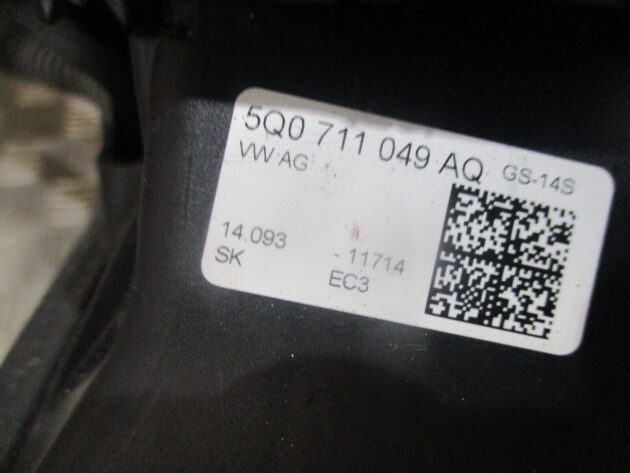 5Q0 711 049 AQ GS-14S
VW AG
14.093 - 11714
SK EC3